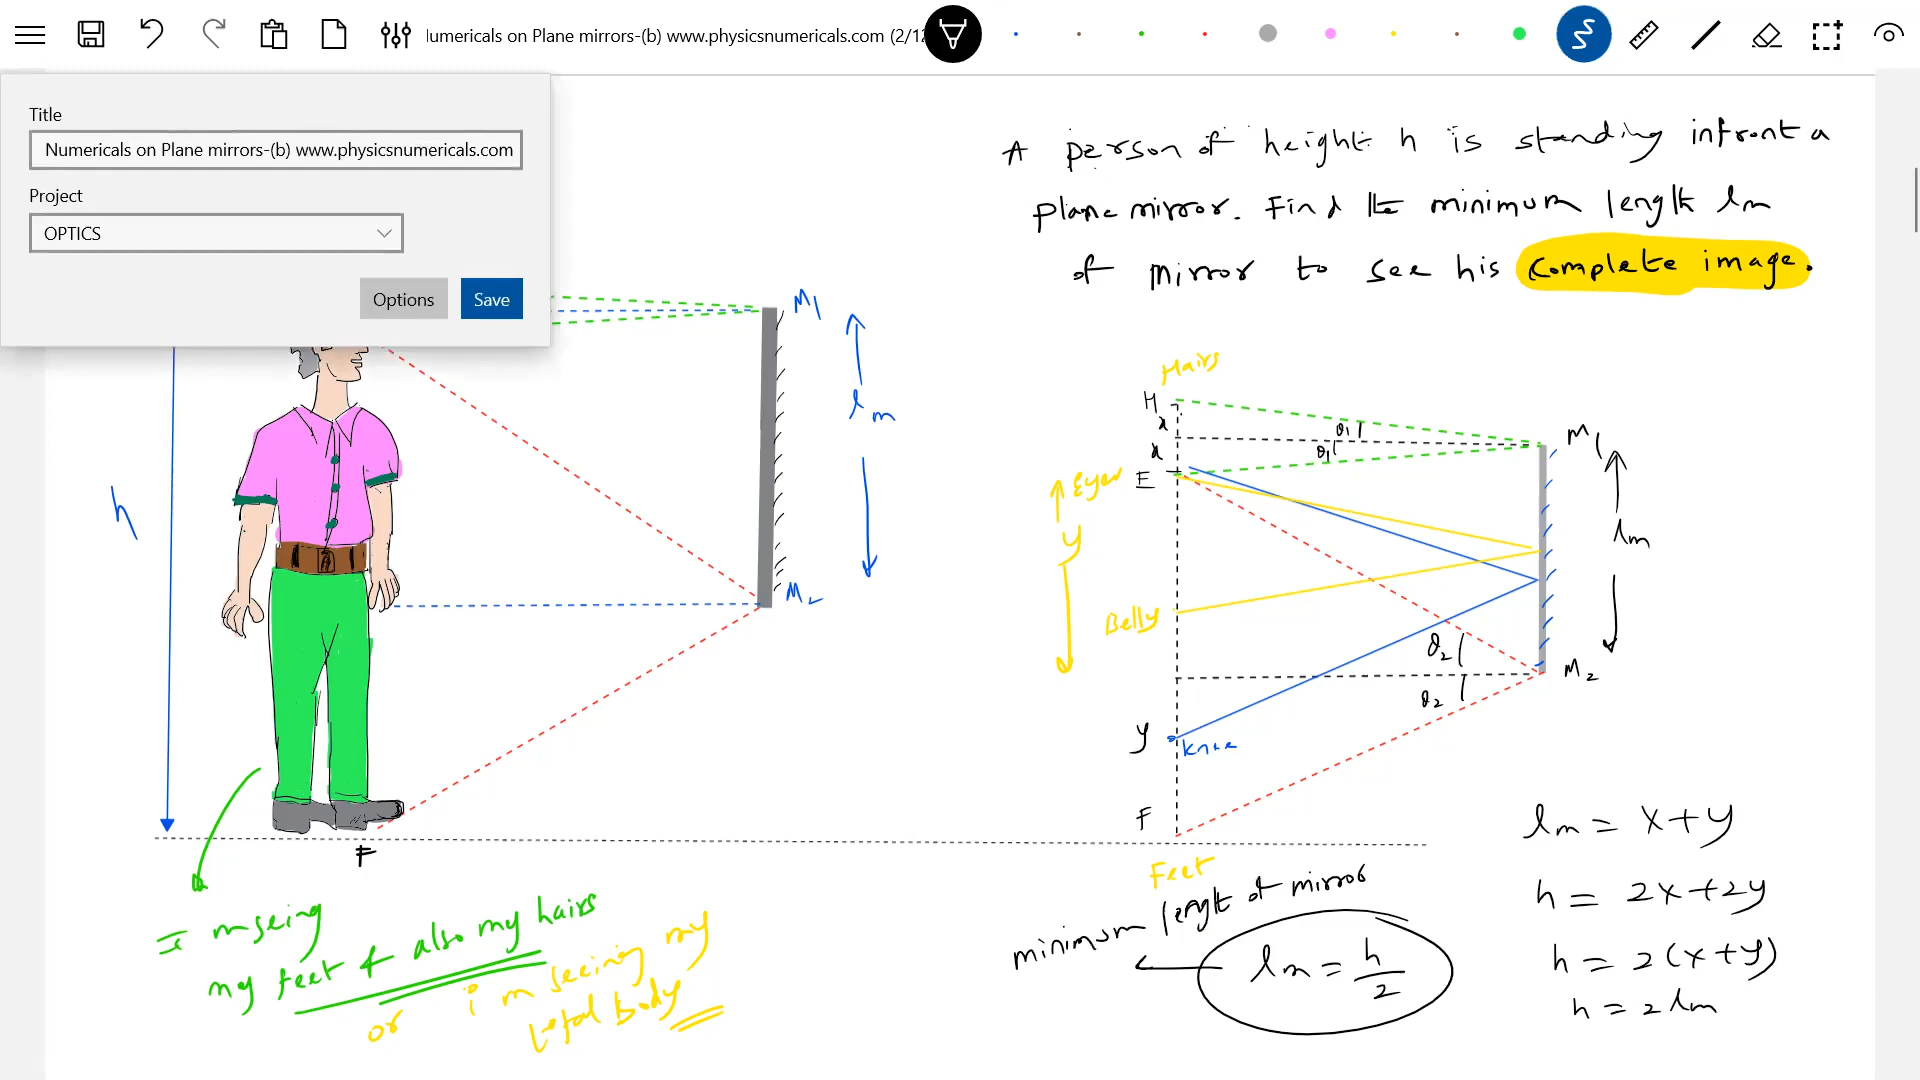 Numericals on Plane mirrors-(b) www.physicsnumericals.com (2/12
Title
Numericals on Plane mirrors-(b) www.physicsnumericals.com
Project
OPTICS
Options
Save
A person of height h is standing infront a
plane mirror. Find the minimum length lm
of mirror to see his complete image.
M1
lm
M2
h
F
I m seing
my feet & also my hairs
or i m seeing my
total body
Hairs
H
x
x
E
Eyes
y
Belly
y
Knee
F
Feet
θ1
θ1
θ2
θ2
M1
lm
M2
minimum length of mirror
lm = h/2
lm = x+y
h = 2x+2y
h = 2(x+y)
h = 2lm